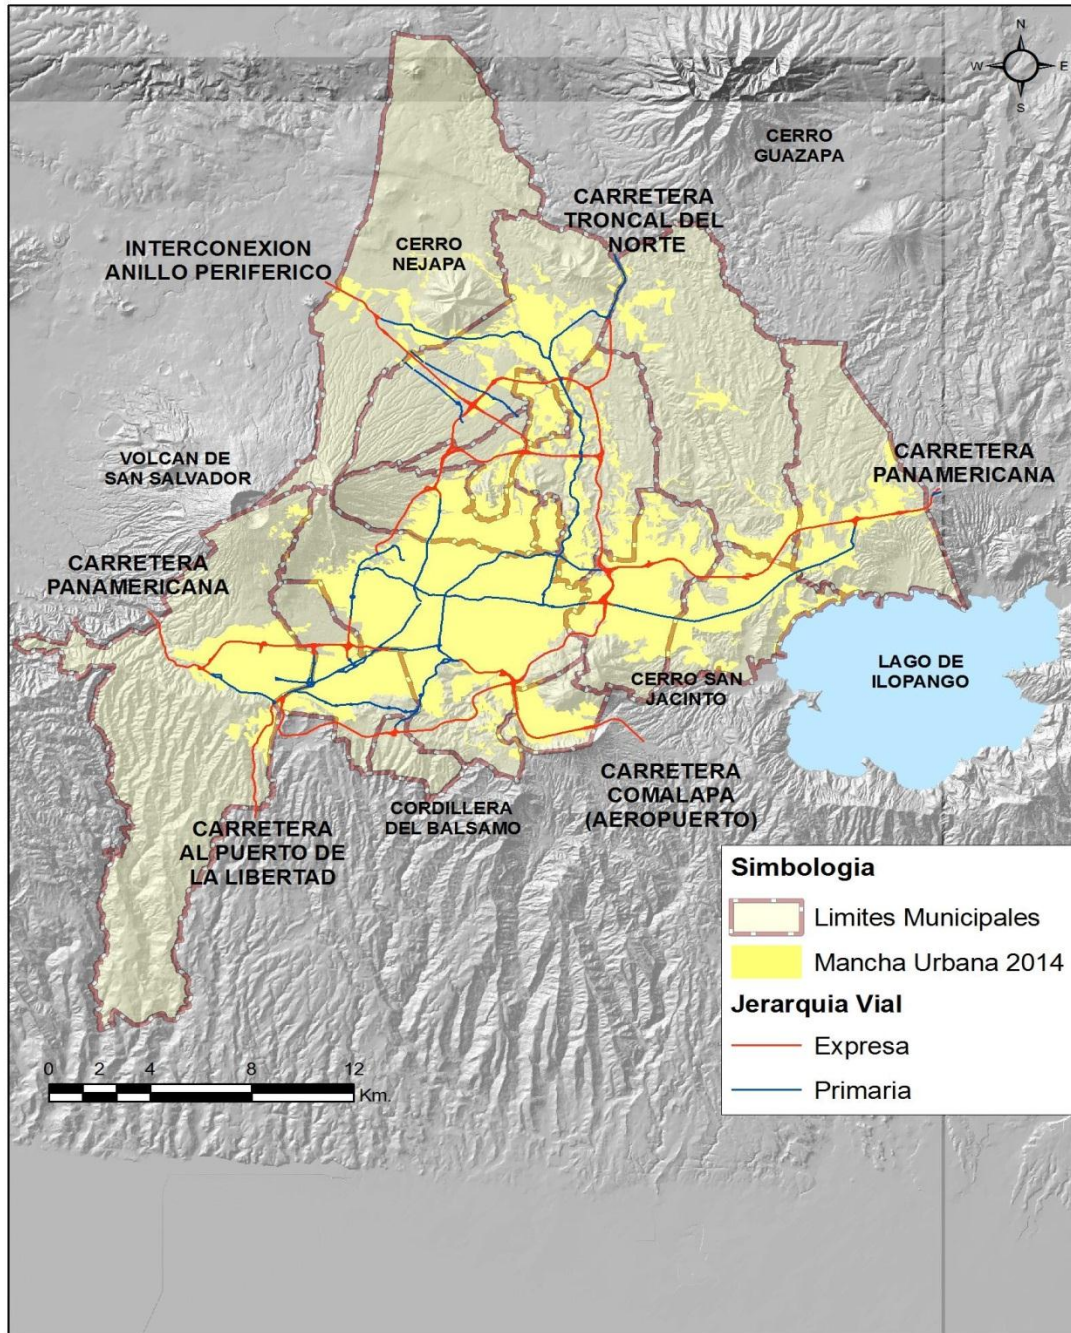 N
W
E
S
CERRO
GUAZAPA
CARRETERA
TRONCAL DEL
NORTE
INTERCONEXION
ANILLO PERIFERICO
CERRO
NEJAPA
VOLCAN DE
SAN SALVADOR
CARRETERA
PANAMERICANA
CARRETERA
PANAMERICANA
LAGO DE
ILOPANGO
CERRO SAN
JACINTO
CARRETERA
COMALAPA
(AEROPUERTO)
CORDILLERA
DEL BALSAMO
CARRETERA
AL PUERTO DE
LA LIBERTAD
Simbologia
Limites Municipales
Mancha Urbana 2014
Jerarquia Vial
Expresa
Primaria
0 2 4 8 12
Km.